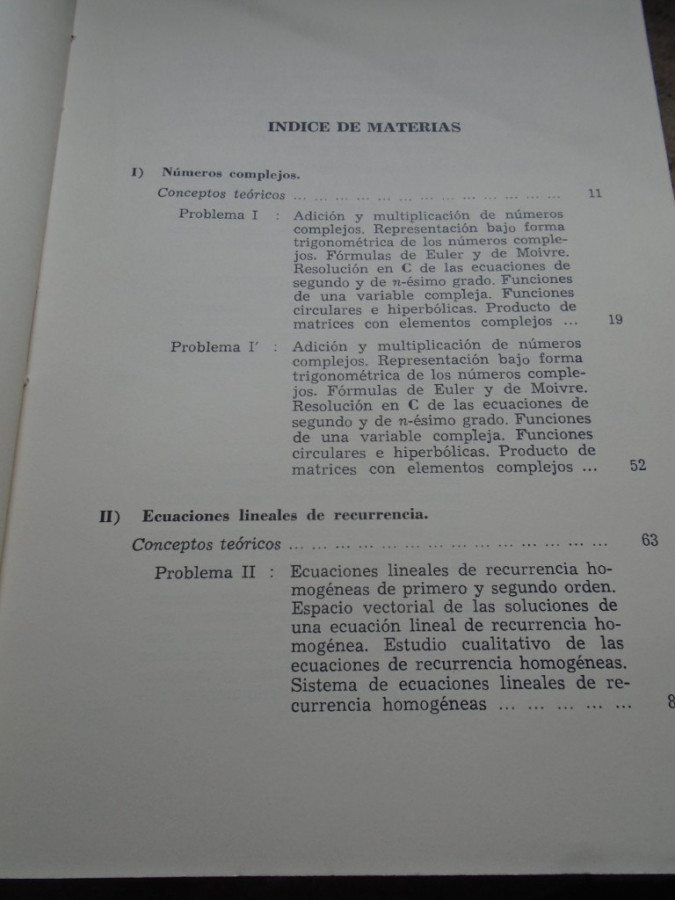 INDICE DE MATERIAS
I) Números complejos.
Conceptos teóricos ... ... ... ... ... ... ... ... ... ... ... ... ... 11
Problema I : Adición y multiplicación de números
complejos. Representación bajo forma
trigonométrica de los números comple-
jos. Fórmulas de Euler y de Moivre.
Resolución en C de las ecuaciones de
segundo y de n-ésimo grado. Funciones
de una variable compleja. Funciones
circulares e hiperbólicas. Producto de
matrices con elementos complejos ... 19
Problema I' : Adición y multiplicación de números
complejos. Representación bajo forma
trigonométrica de los números comple-
jos. Fórmulas de Euler y de Moivre.
Resolución en C de las ecuaciones de
segundo y de n-ésimo grado. Funciones
de una variable compleja. Funciones
circulares e hiperbólicas. Producto de
matrices con elementos complejos ... 52
II) Ecuaciones lineales de recurrencia.
Conceptos teóricos ... ... ... ... ... ... ... ... ... ... ... ... ... ... 63
Problema II : Ecuaciones lineales de recurrencia ho-
mogéneas de primero y segundo orden.
Espacio vectorial de las soluciones de
una ecuación lineal de recurrencia ho-
mogénea. Estudio cualitativo de las
ecuaciones de recurrencia homogéneas.
Sistema de ecuaciones lineales de re-
currencia homogéneas ... ... ... ... ...